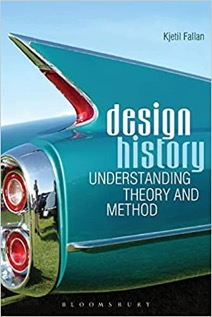 Kjetil Fallan
design
history
UNDERSTANDING
THEORY AND
METHOD
BLOOMSBURY